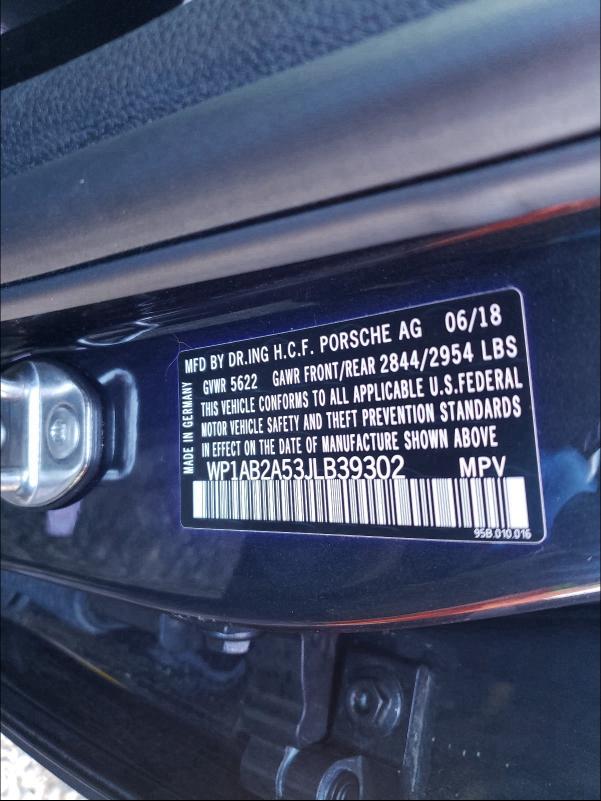 MFD BY DR.ING H.C.F. PORSCHE AG 06/18
GVWR 5622 GAWR FRONT/REAR 2844/2954 LBS
THIS VEHICLE CONFORMS TO ALL APPLICABLE U.S.FEDERAL
MOTOR VEHICLE SAFETY AND THEFT PREVENTION STANDARDS
IN EFFECT ON THE DATE OF MANUFACTURE SHOWN ABOVE
MADE IN GERMANY
WP1AB2A53JLB39302 MPV
95B.010.016